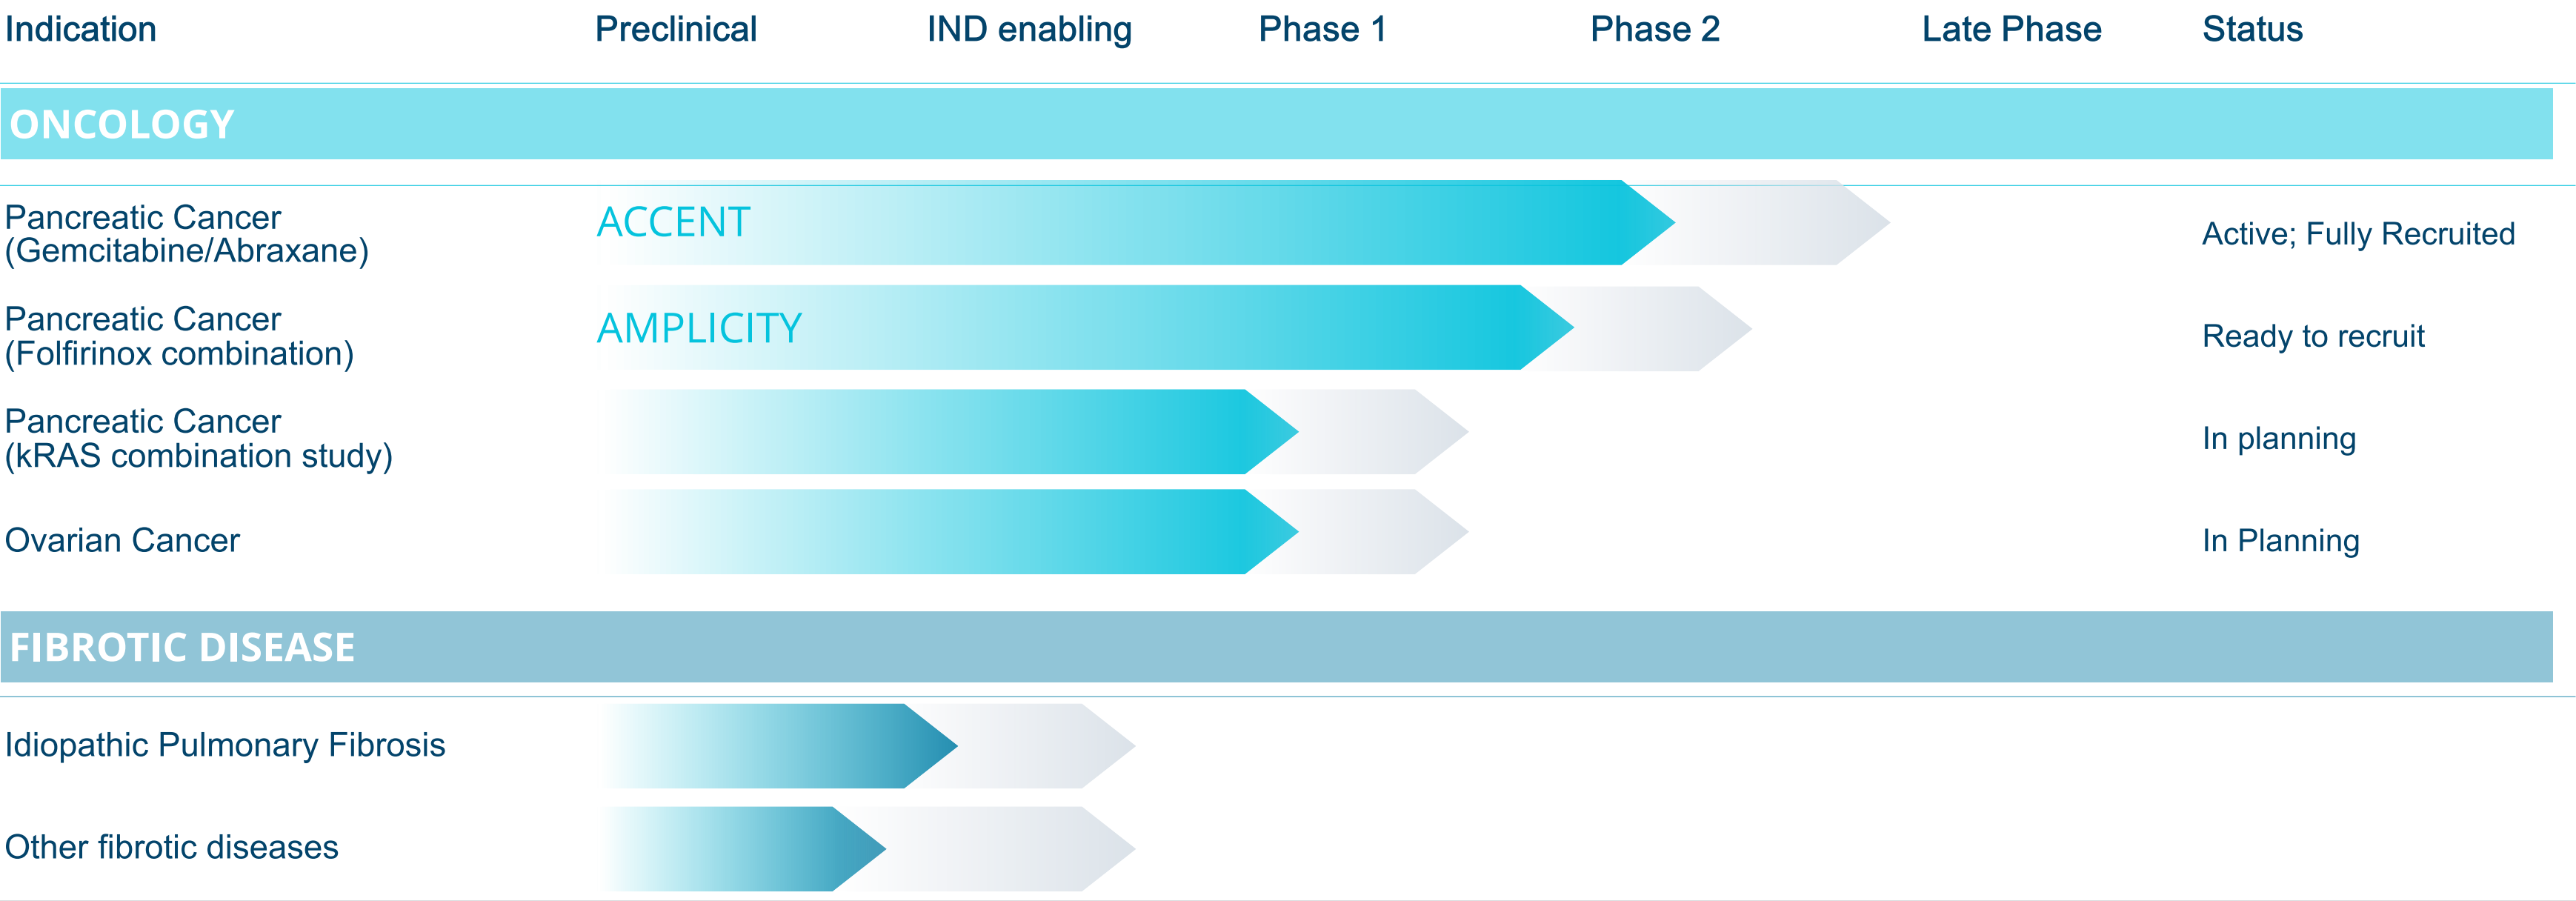 Indication Preclinical IND enabling Phase 1 Phase 2 Late Phase Status
ONCOLOGY
Pancreatic Cancer
(Gemcitabine/Abraxane)
ACCENT
Active; Fully Recruited
Pancreatic Cancer
(Folfirinox combination)
AMPLICITY
Ready to recruit
Pancreatic Cancer
(kRAS combination study)
In planning
Ovarian Cancer
In Planning
FIBROTIC DISEASE
Idiopathic Pulmonary Fibrosis
Other fibrotic diseases